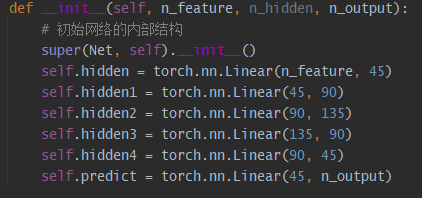 def __init__(self, n_feature, n_hidden, n_output):
# 初始网络的内部结构
super(Net, self).__init__()
self.hidden = torch.nn.Linear(n_feature, 45)
self.hidden1 = torch.nn.Linear(45, 90)
self.hidden2 = torch.nn.Linear(90, 135)
self.hidden3 = torch.nn.Linear(135, 90)
self.hidden4 = torch.nn.Linear(90, 45)
self.predict = torch.nn.Linear(45, n_output)